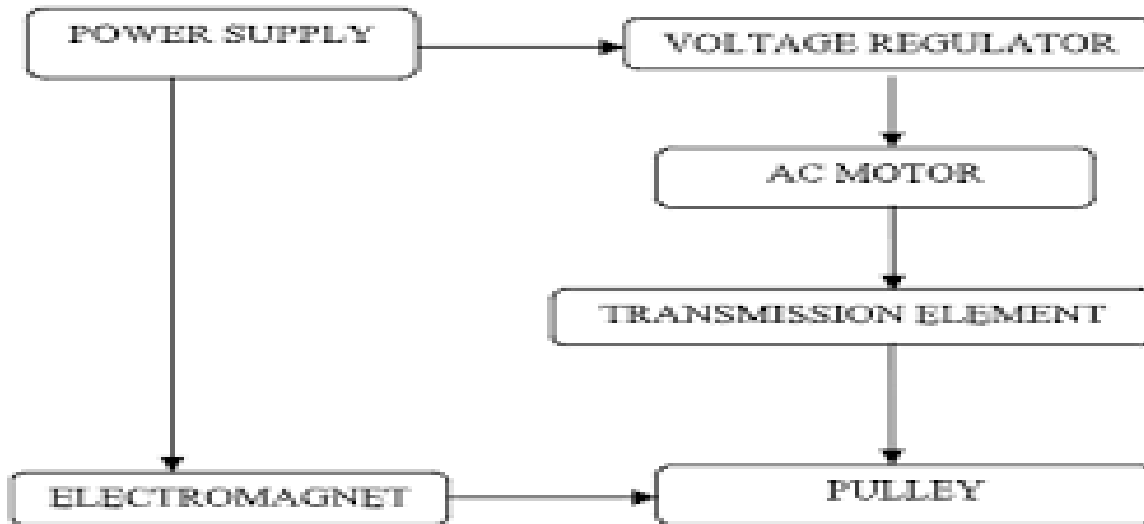 POWER SUPPLY
VOLTAGE REGULATOR
AC MOTOR
TRANSMISSION ELEMENT
ELECTROMAGNET
PULLEY